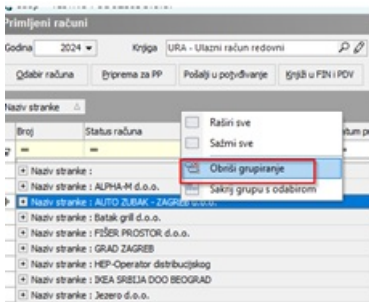 Primljeni računi
Godina 2024 Knjiga URA - Ulazni račun redovni
Odabir računa Priprema za PP Pošalji u potvđivanje Knjiži u FIN i PDV
Naziv stranke
Raširi sve
Broj Status računa
Sažmi sve
= =
Obriši grupiranje
Sakrij grupu s odabirom
Naziv stranke :
Naziv stranke : ALPHA-M d.o.o.
Naziv stranke : AUTO ZUBAK - ZAGREB
Naziv stranke : Batak grill d.o.o.
Naziv stranke : FIŠER PROSTOR d.o.o.
Naziv stranke : GRAD ZAGREB
Naziv stranke : HEP-Operator distribucijskog
Naziv stranke : IKEA SRBIJA DOO BEOGRAD
Naziv stranke : Jezero d.o.o.